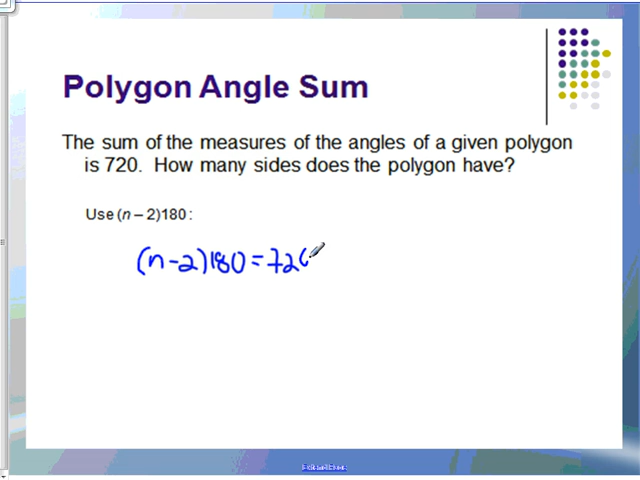 Polygon Angle Sum
The sum of the measures of the angles of a given polygon
is 720. How many sides does the polygon have?
Use (n – 2)180 :
(n-2)180=720